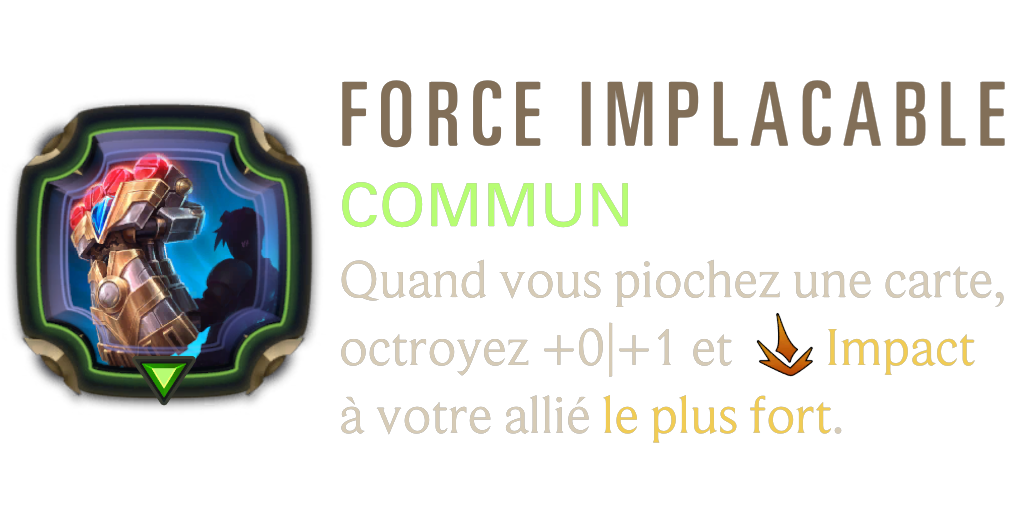 FORCE IMPLACABLE
COMMUN
Quand vous piochez une carte,
octroyez +0|+1 et Impact
à votre allié le plus fort.